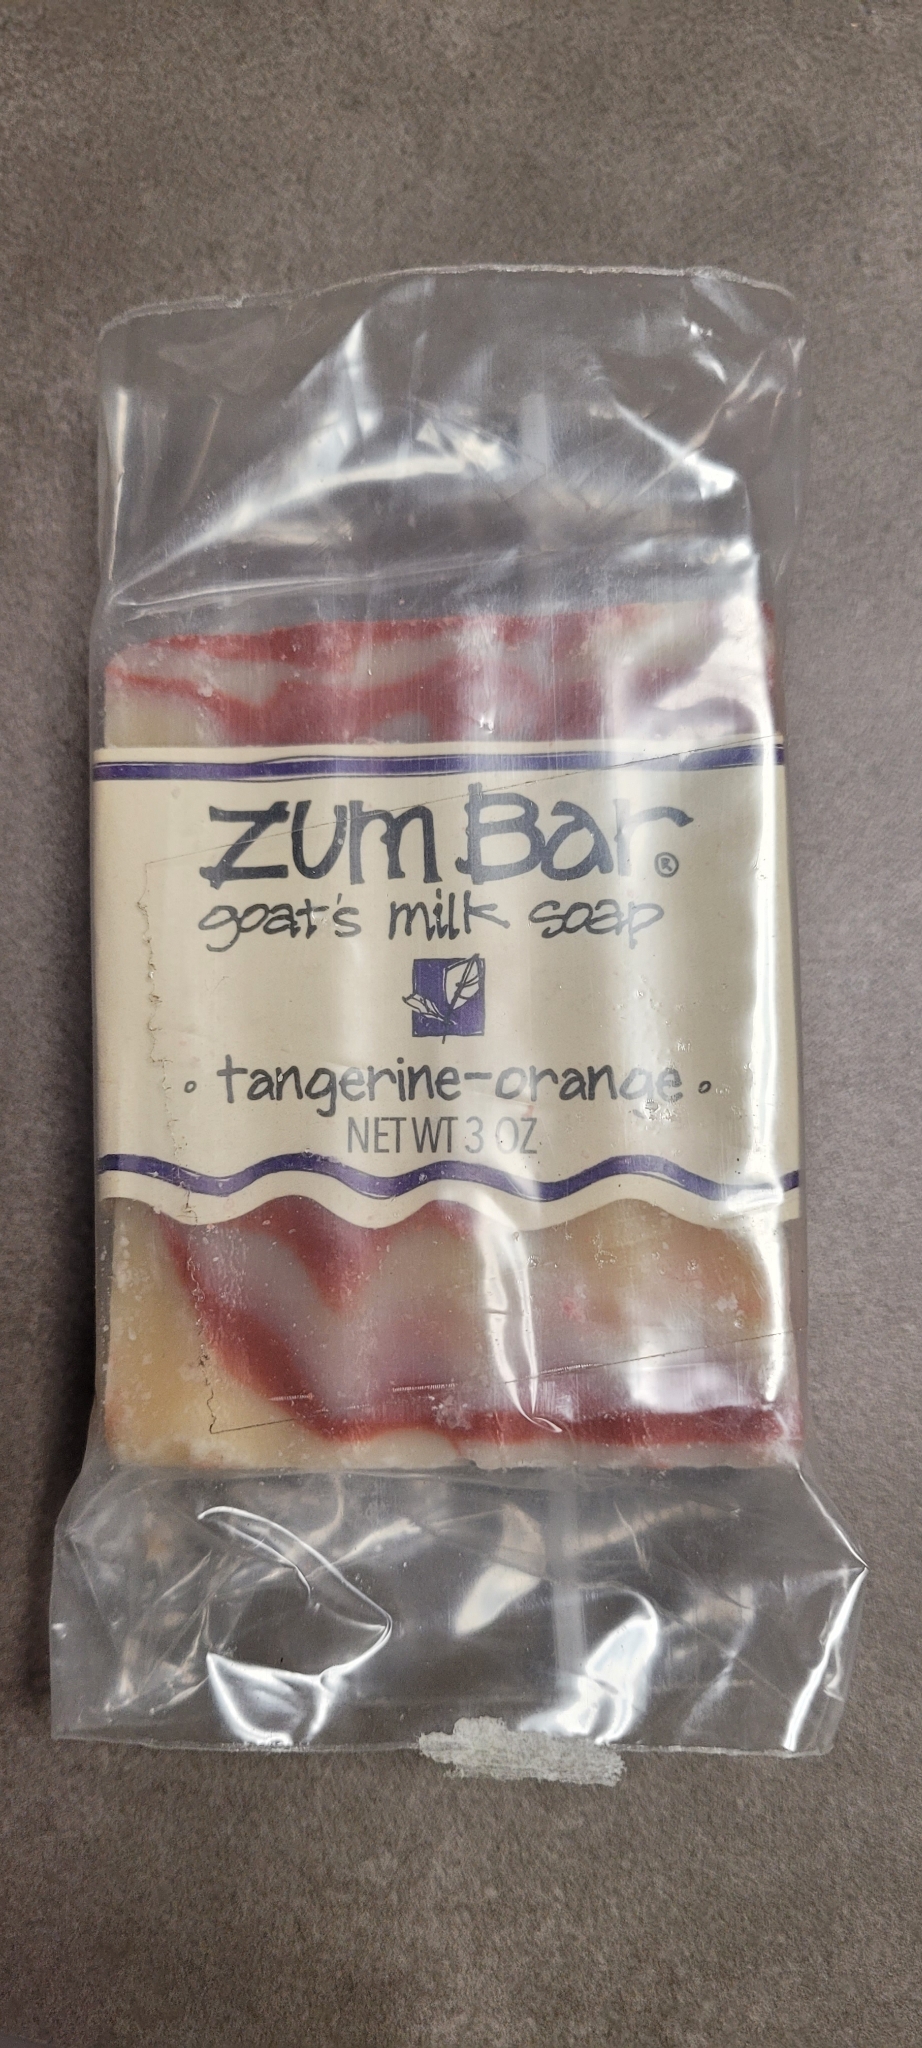 zum Bar®
goat's milk soap
• tangerine-orange •
NET WT 3 OZ